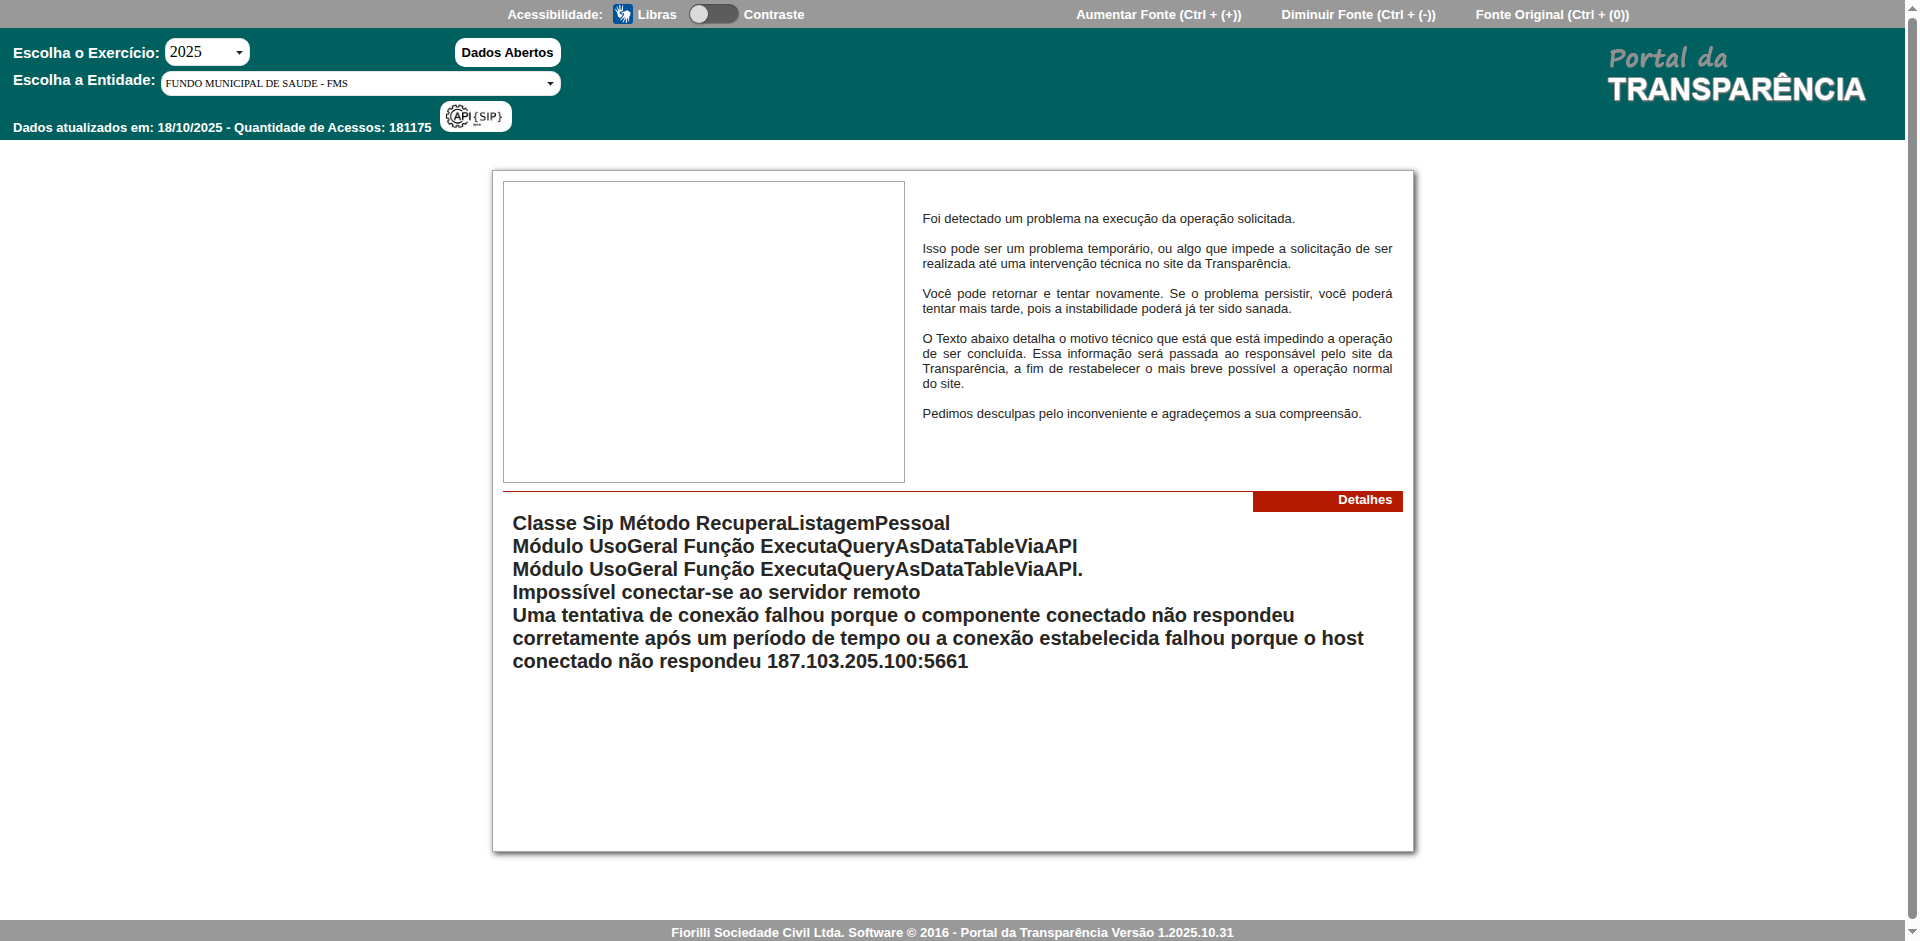 Acessibilidade: Libras Contraste Aumentar Fonte (Ctrl + (+)) Diminuir Fonte (Ctrl + (-)) Fonte Original (Ctrl + (0))
Escolha o Exercício: 2025 Dados Abertos
Escolha a Entidade: FUNDO MUNICIPAL DE SAUDE - FMS
Dados atualizados em: 18/10/2025 - Quantidade de Acessos: 181175 API {SIP}
Portal da
TRANSPARÊNCIA
Foi detectado um problema na execução da operação solicitada.
Isso pode ser um problema temporário, ou algo que impede a solicitação de ser
realizada até uma intervenção técnica no site da Transparência.
Você pode retornar e tentar novamente. Se o problema persistir, você poderá
tentar mais tarde, pois a instabilidade poderá já ter sido sanada.
O Texto abaixo detalha o motivo técnico que está que está impedindo a operação
de ser concluída. Essa informação será passada ao responsável pelo site da
Transparência, a fim de restabelecer o mais breve possível a operação normal
do site.
Pedimos desculpas pelo inconveniente e agradeçemos a sua compreensão.
Detalhes
Classe Sip Método RecuperaListagemPessoal
Módulo UsoGeral Função ExecutaQueryAsDataTableViaAPI
Módulo UsoGeral Função ExecutaQueryAsDataTableViaAPI.
Impossível conectar-se ao servidor remoto
Uma tentativa de conexão falhou porque o componente conectado não respondeu
corretamente após um período de tempo ou a conexão estabelecida falhou porque o host
conectado não respondeu 187.103.205.100:5661
Fiorilli Sociedade Civil Ltda. Software © 2016 - Portal da Transparência Versão 1.2025.10.31